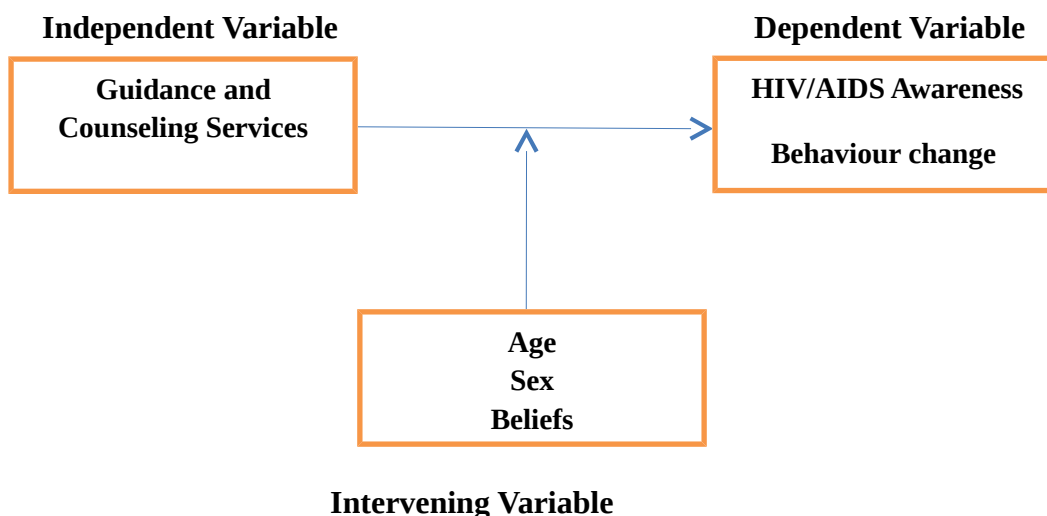 Independent Variable
Dependent Variable
Guidance and
Counseling Services
HIV/AIDS Awareness
Behaviour change
Age
Sex
Beliefs
Intervening Variable